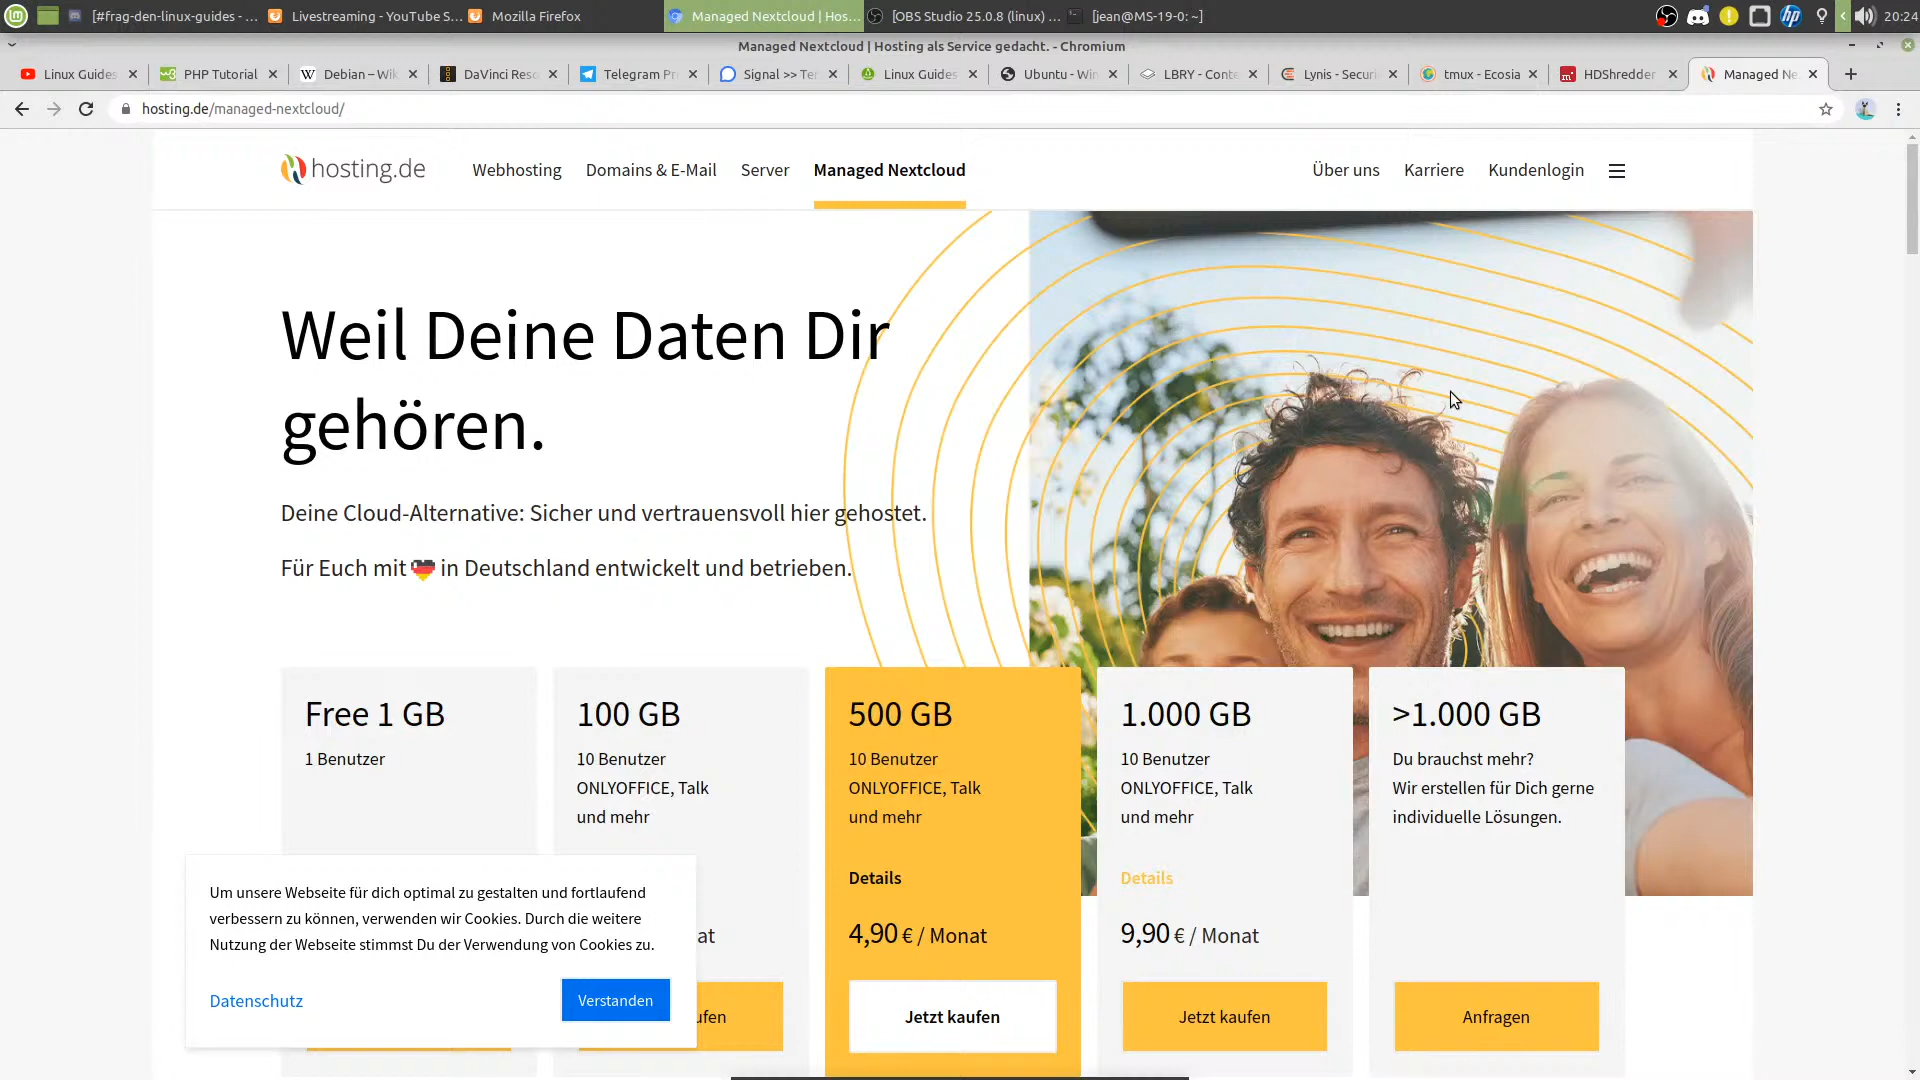 [#frag-den-linux-guides - ...
Livestreaming - YouTube S...
Mozilla Firefox
Managed Nextcloud | Hos...
[OBS Studio 25.0.8 (linux) ...
[jean@MS-19-0: ~]
20:24
Managed Nextcloud | Hosting als Service gedacht. - Chromium
Linux Guides
PHP Tutorial
Debian – Wik
DaVinci Reso
Telegram Pr
Signal >> Ter
Linux Guides
Ubuntu - Win
LBRY - Conte
Lynis - Securi
tmux - Ecosia
HDShredder
Managed Ne
hosting.de/managed-nextcloud/
hosting.de
Webhosting
Domains & E-Mail
Server
Managed Nextcloud
Über uns
Karriere
Kundenlogin
Weil Deine Daten Dir
gehören.
Deine Cloud-Alternative: Sicher und vertrauensvoll hier gehostet.
Für Euch mit in Deutschland entwickelt und betrieben.
Free 1 GB
1 Benutzer
100 GB
10 Benutzer
ONLYOFFICE, Talk
und mehr
at
ufen
500 GB
10 Benutzer
ONLYOFFICE, Talk
und mehr
Details
4,90 € / Monat
Jetzt kaufen
1.000 GB
10 Benutzer
ONLYOFFICE, Talk
und mehr
Details
9,90 € / Monat
Jetzt kaufen
>1.000 GB
Du brauchst mehr?
Wir erstellen für Dich gerne
individuelle Lösungen.
Anfragen
Um unsere Webseite für dich optimal zu gestalten und fortlaufend
verbessern zu können, verwenden wir Cookies. Durch die weitere
Nutzung der Webseite stimmst Du der Verwendung von Cookies zu.
Datenschutz
Verstanden